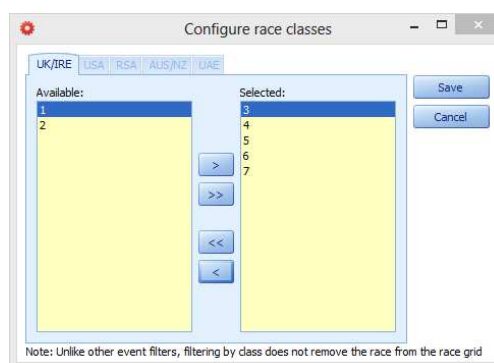 Configure race classes
UK/IRE USA RSA AUS/NZ UAE
Available:
1
2
>
>>
<<
<
Selected:
3
4
5
6
7
Save
Cancel
Note: Unlike other event filters, filtering by class does not remove the race from the race grid